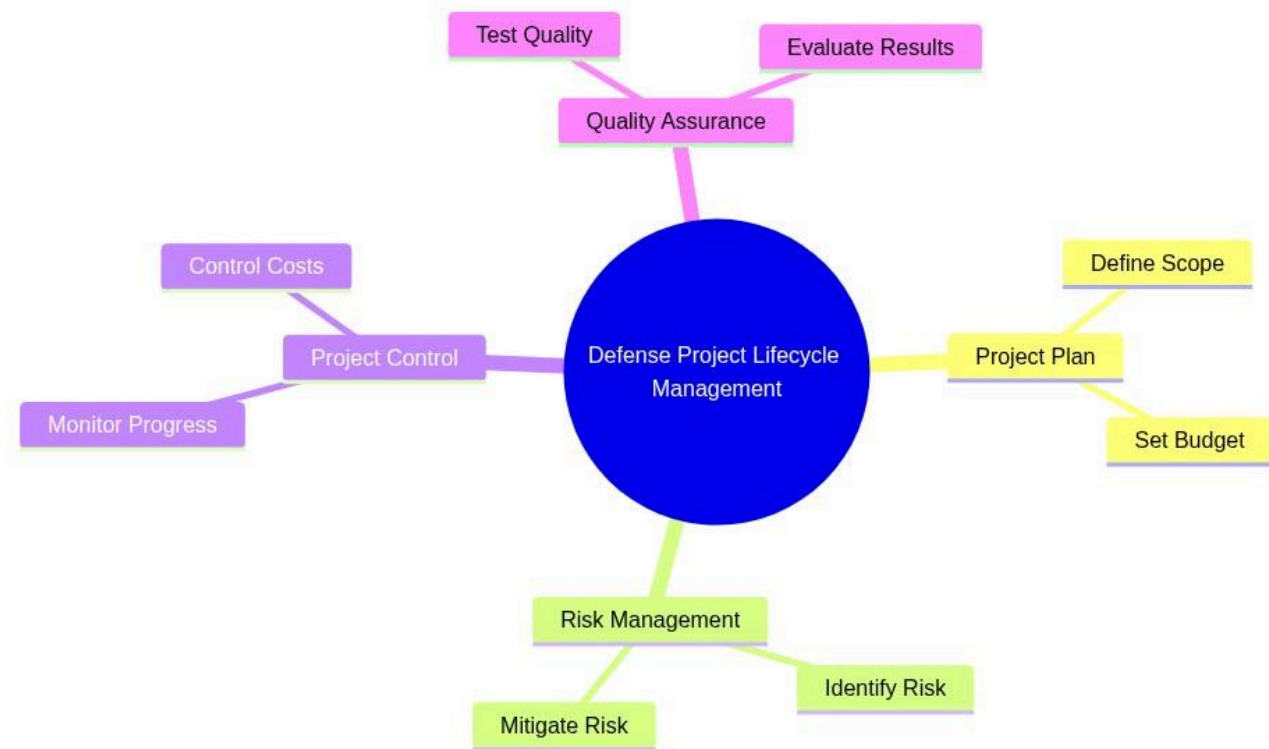 Test Quality
Evaluate Results
Quality Assurance
Control Costs
Define Scope
Project Control
Defense Project Lifecycle
Management
Project Plan
Monitor Progress
Set Budget
Risk Management
Identify Risk
Mitigate Risk